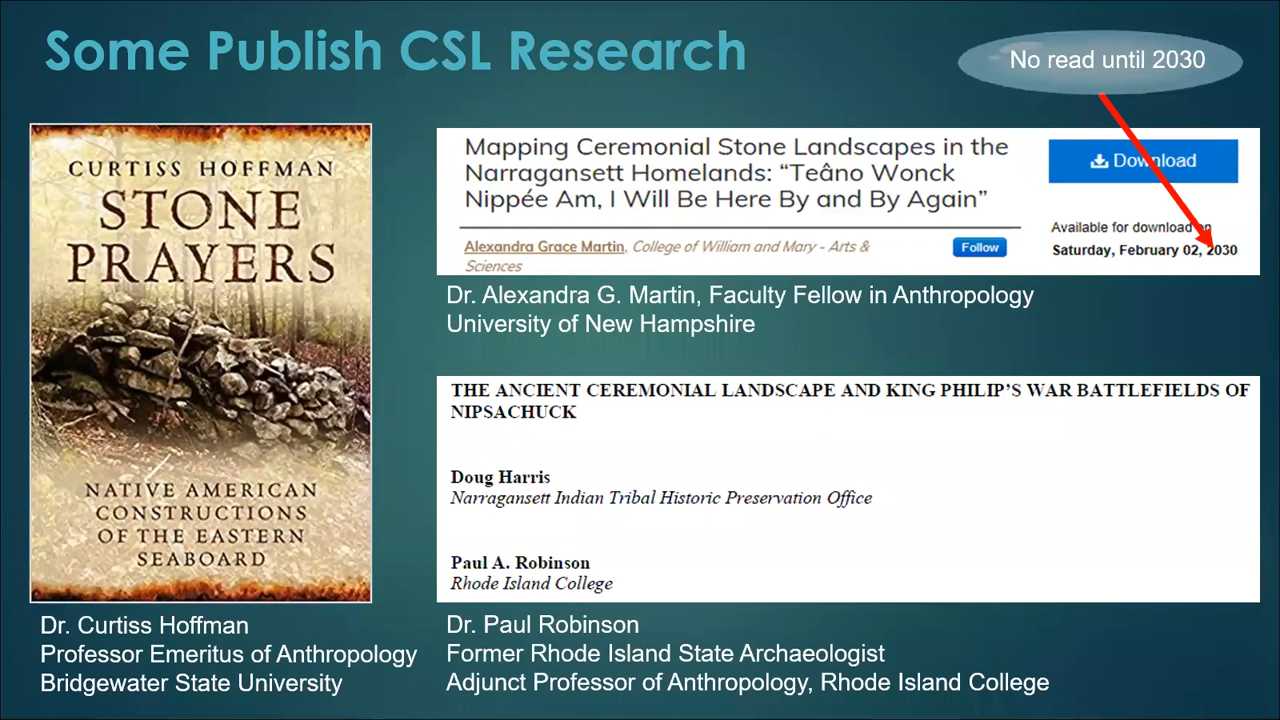 Some Publish CSL Research
No read until 2030
CURTISS HOFFMAN
STONE
PRAYERS
NATIVE AMERICAN
CONSTRUCTIONS
OF THE EASTERN
SEABOARD
Dr. Curtiss Hoffman
Professor Emeritus of Anthropology
Bridgewater State University
Mapping Ceremonial Stone Landscapes in the
Narragansett Homelands: “Teâno Wonck
Nippée Am, I Will Be Here By and By Again”
Alexandra Grace Martin, College of William and Mary - Arts &
Sciences
Follow
Download
Available for download on
Saturday, February 02, 2030
Dr. Alexandra G. Martin, Faculty Fellow in Anthropology
University of New Hampshire
THE ANCIENT CEREMONIAL LANDSCAPE AND KING PHILIP’S WAR BATTLEFIELDS OF
NIPSACHUCK
Doug Harris
Narragansett Indian Tribal Historic Preservation Office
Paul A. Robinson
Rhode Island College
Dr. Paul Robinson
Former Rhode Island State Archaeologist
Adjunct Professor of Anthropology, Rhode Island College